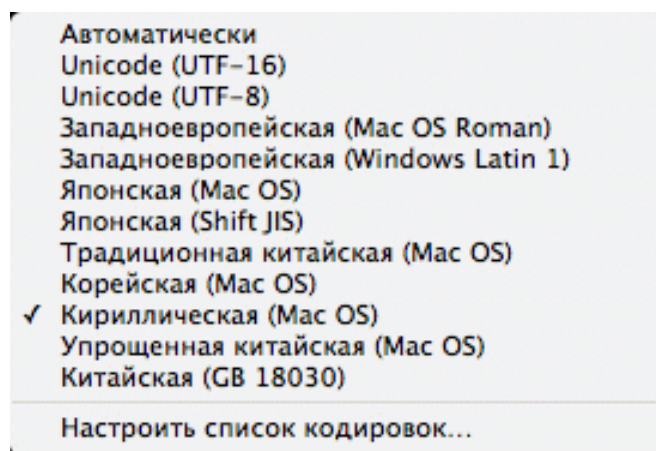 Автоматически
Unicode (UTF-16)
Unicode (UTF-8)
Западноевропейская (Mac OS Roman)
Западноевропейская (Windows Latin 1)
Японская (Mac OS)
Японская (Shift JIS)
Традиционная китайская (Mac OS)
Корейская (Mac OS)
✓ Кириллическая (Mac OS)
Упрощенная китайская (Mac OS)
Китайская (GB 18030)
Настроить список кодировок...